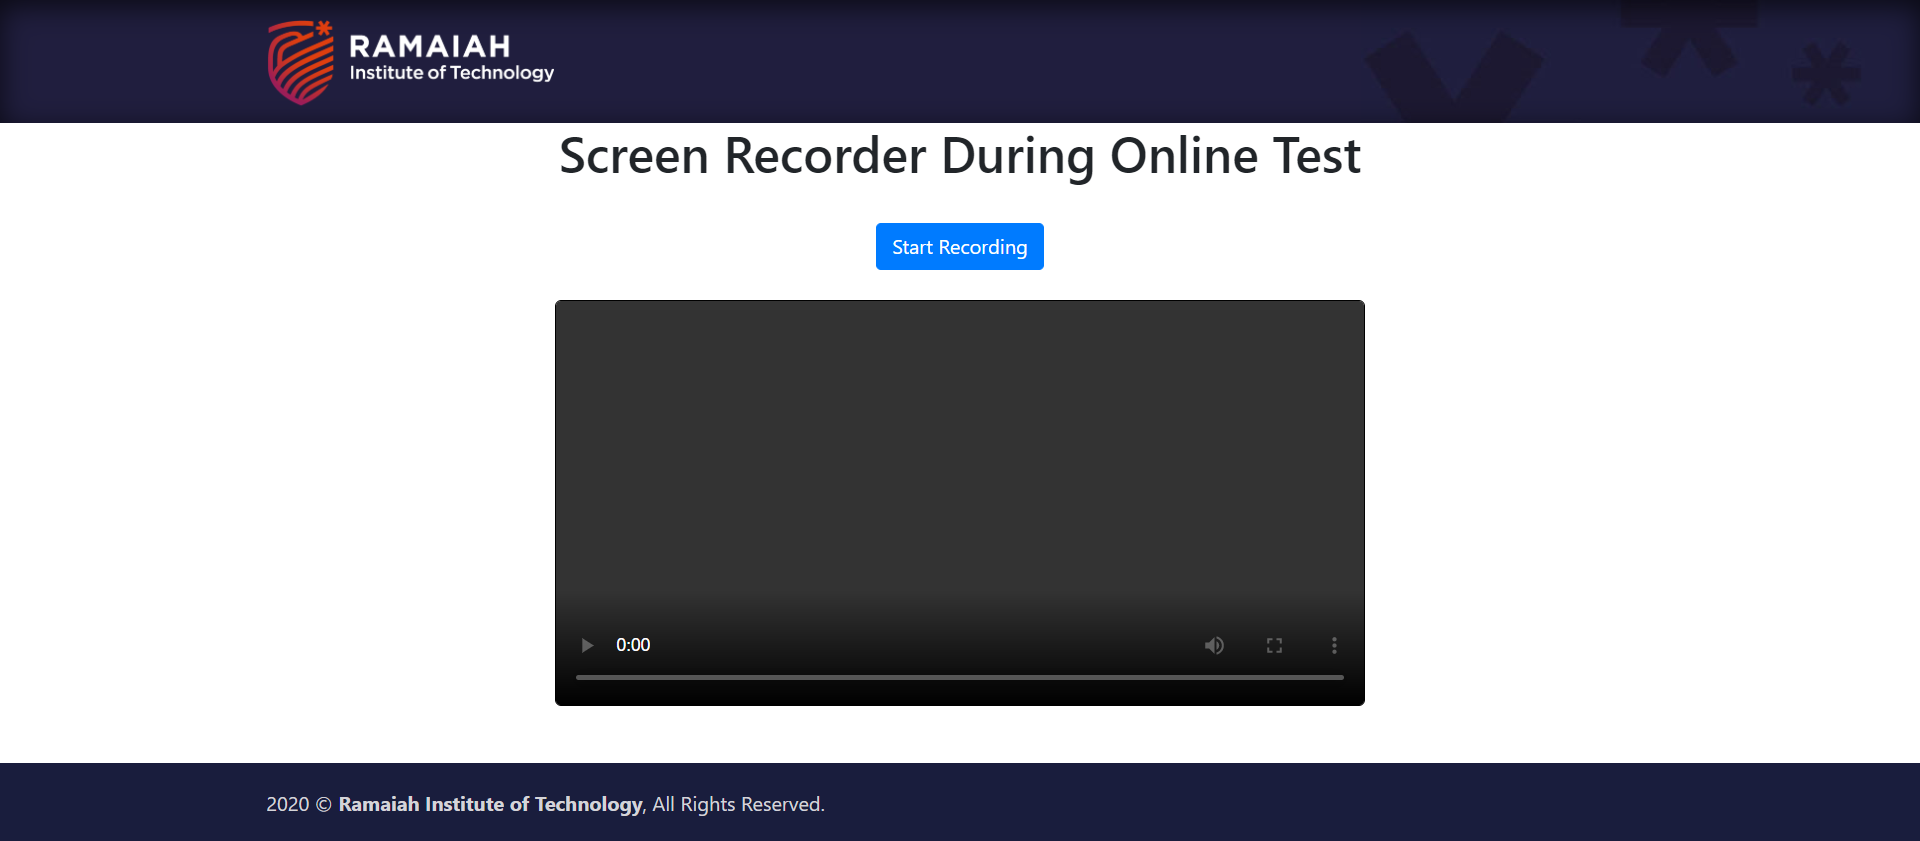 RAMAIAH
Institute of Technology
Screen Recorder During Online Test
Start Recording
0:00
2020 © Ramaiah Institute of Technology, All Rights Reserved.